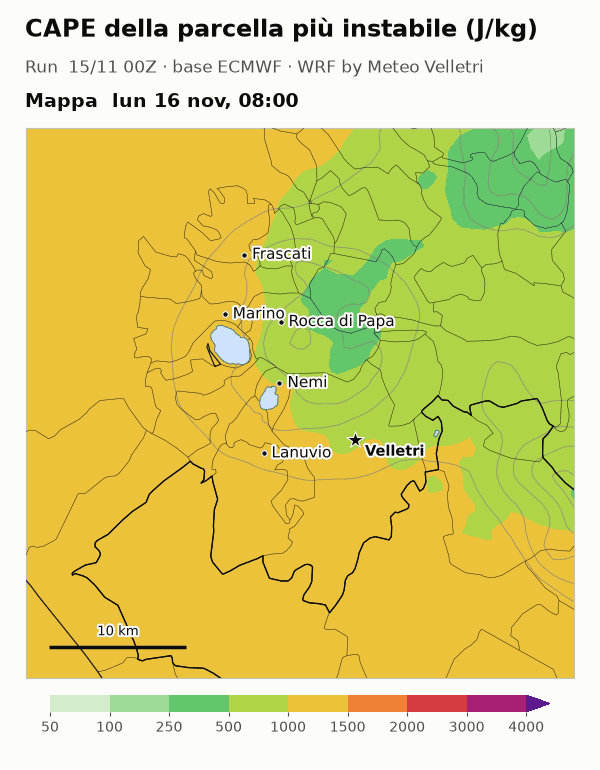 CAPE della parcella più instabile (J/kg)
Run  15/11 00Z · base ECMWF · WRF by Meteo Velletri
Mappa  lun 16 nov, 08:00
Frascati
Marino
Rocca di Papa
Nemi
Velletri
Lanuvio
10 km
50 100 250 500 1000 1500 2000 3000 4000